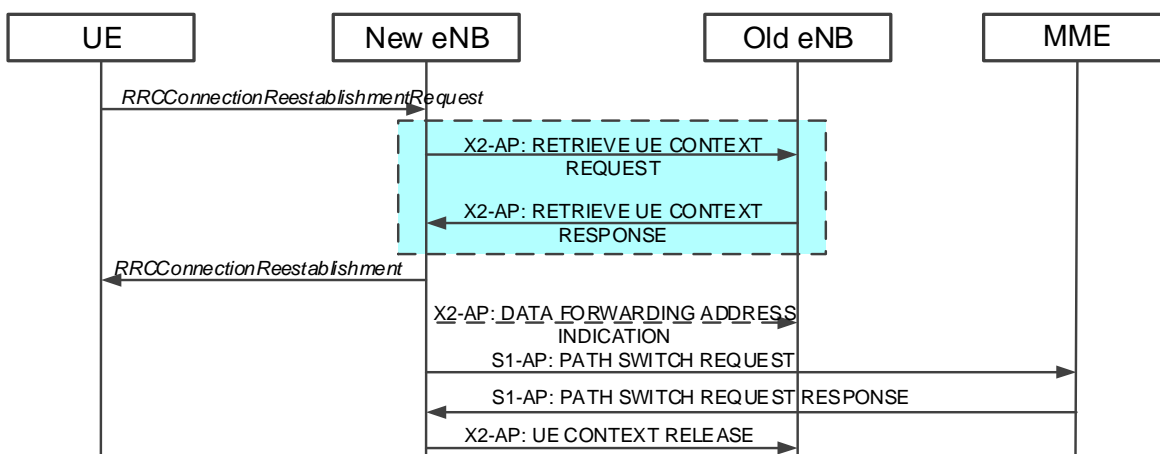 UE
New eNB
Old eNB
MME
RRCConnectionReestablishmentRequest
X2-AP: RETRIEVE UE CONTEXT
REQUEST
X2-AP: RETRIEVE UE CONTEXT
RESPONSE
RRCConnectionReestablishment
X2-AP: DATA FORWARDING ADDRESS
INDICATION
S1-AP: PATH SWITCH REQUEST
S1-AP: PATH SWITCH REQUEST RESPONSE
X2-AP: UE CONTEXT RELEASE